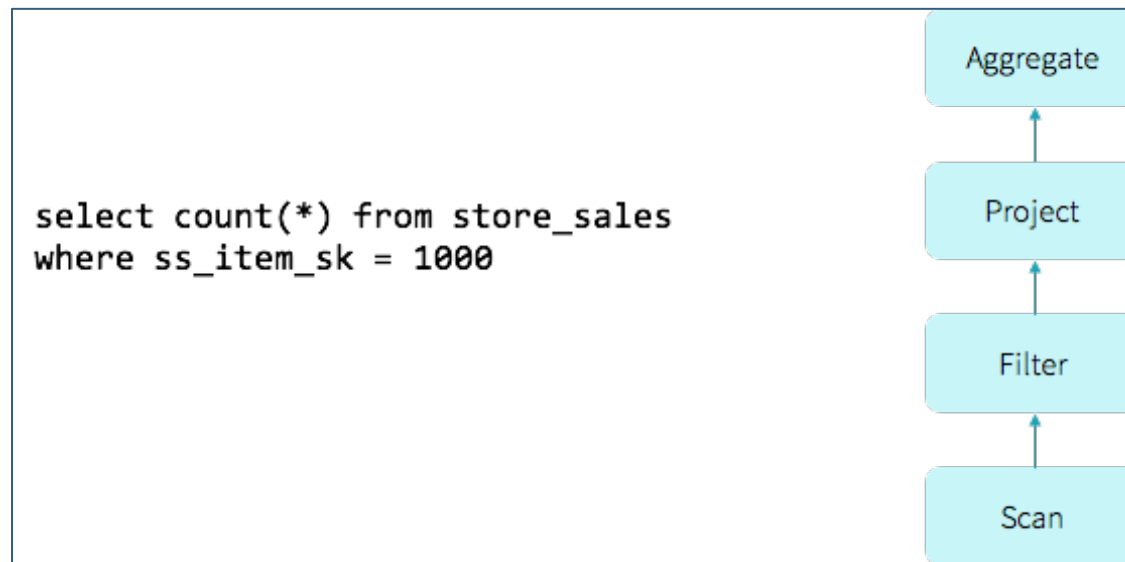 Aggregate
Project
select count(*) from store_sales
where ss_item_sk = 1000
Filter
Scan